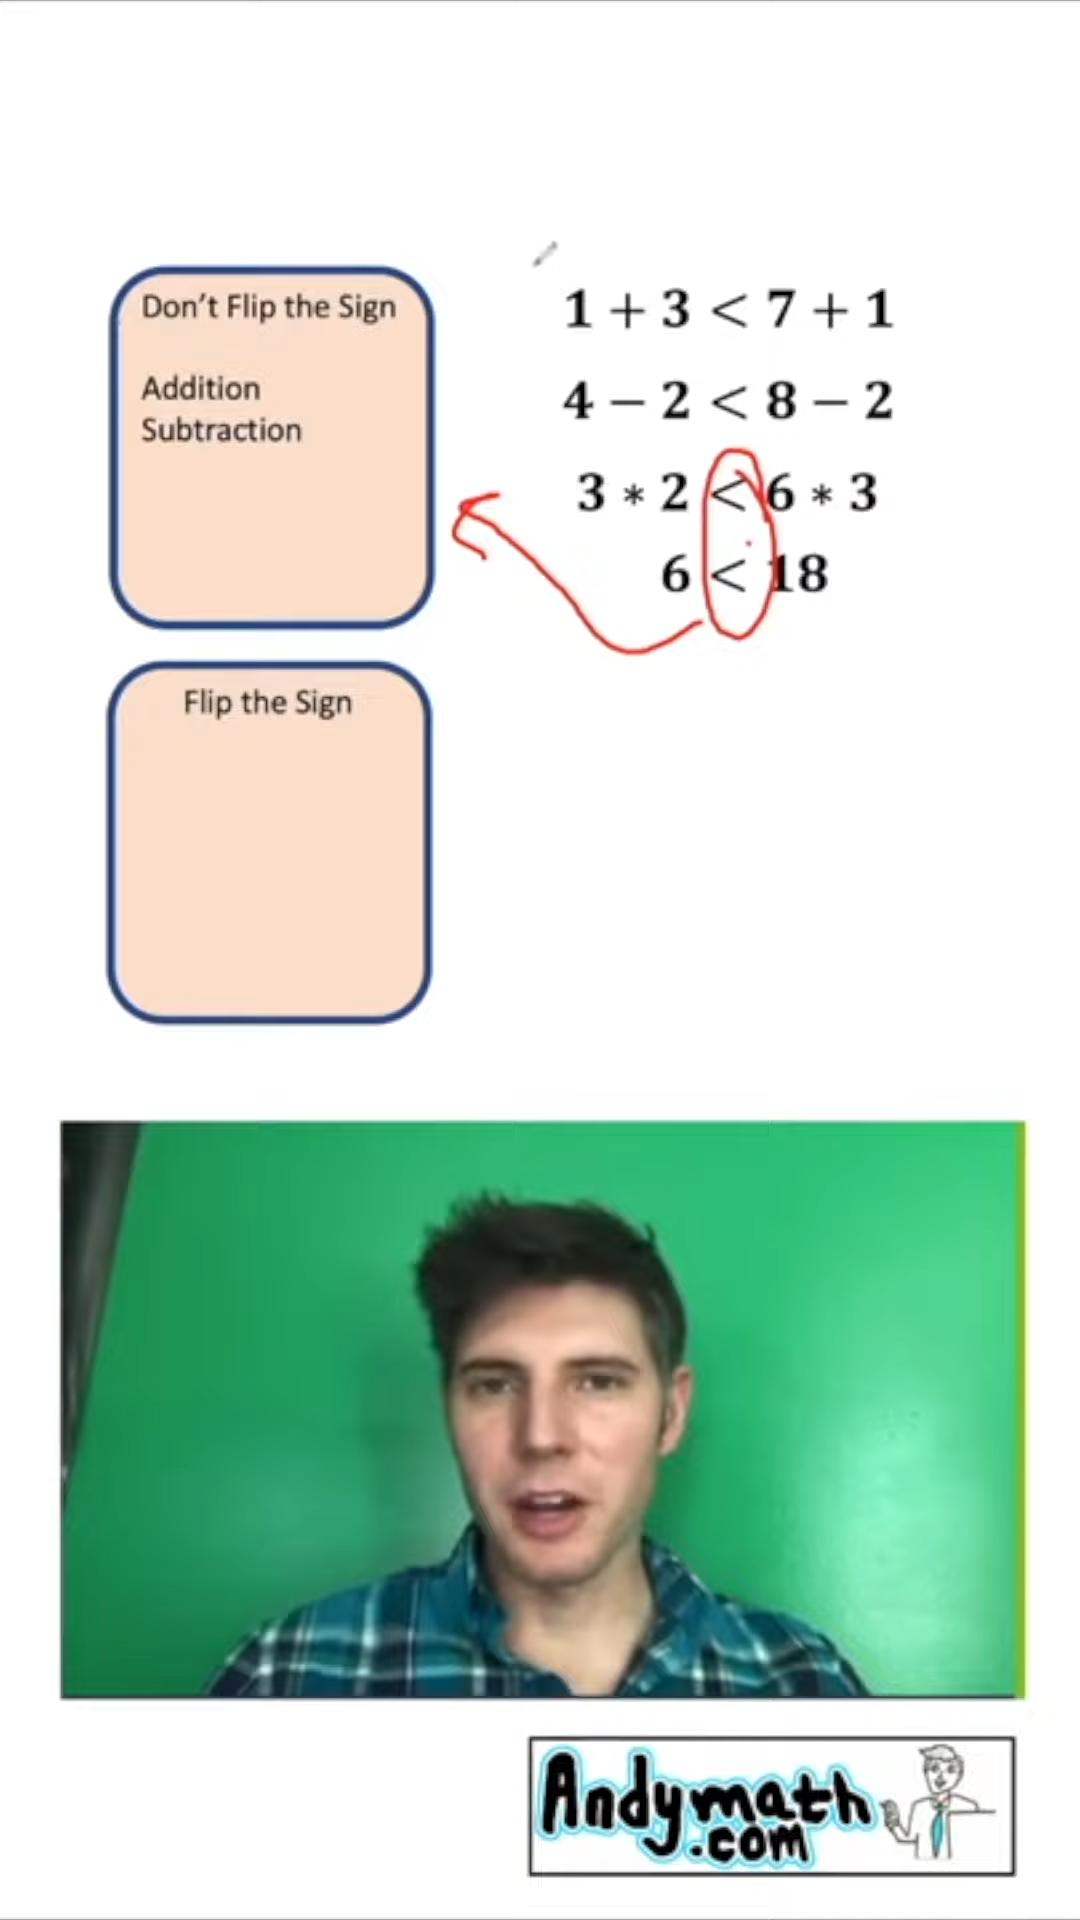 Don't Flip the Sign
Addition
Subtraction
1 + 3 < 7 + 1
4 − 2 < 8 − 2
3 * 2 < 6 * 3
6 < 18
Flip the Sign
Andymath
.com